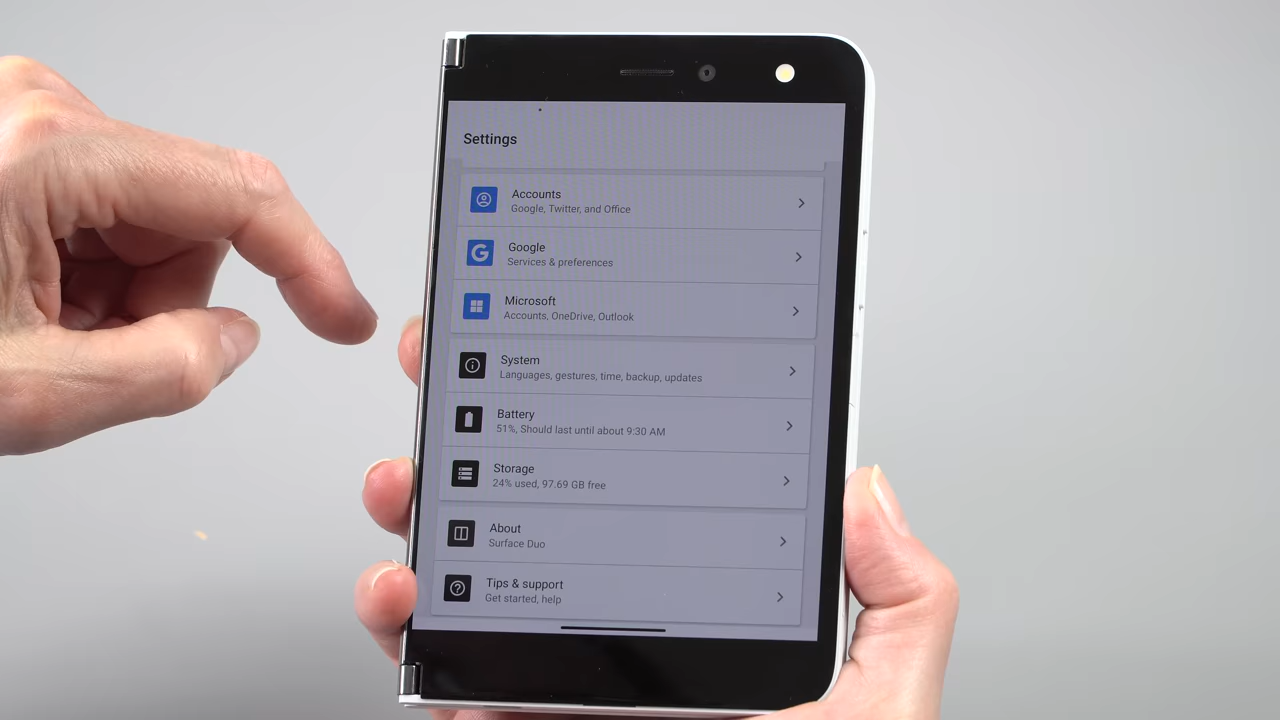 Settings
Accounts
Google, Twitter, and Office
Google
Services & preferences
Microsoft
Accounts, OneDrive, Outlook
System
Languages, gestures, time, backup, updates
Battery
51%, Should last until about 9:30 AM
Storage
24% used, 97.69 GB free
About
Surface Duo
Tips & support
Get started, help